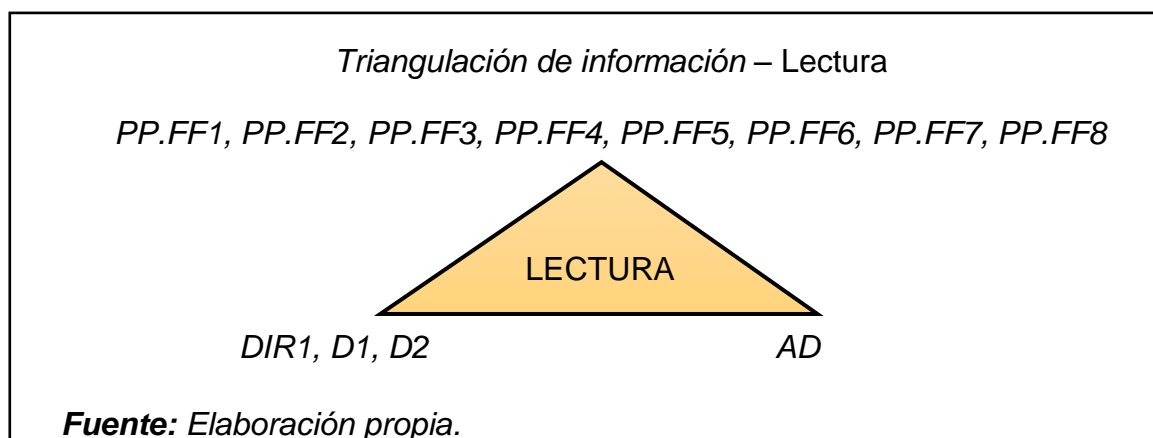 Triangulación de información – Lectura
PP.FF1, PP.FF2, PP.FF3, PP.FF4, PP.FF5, PP.FF6, PP.FF7, PP.FF8
LECTURA
DIR1, D1, D2 AD
Fuente: Elaboración propia.